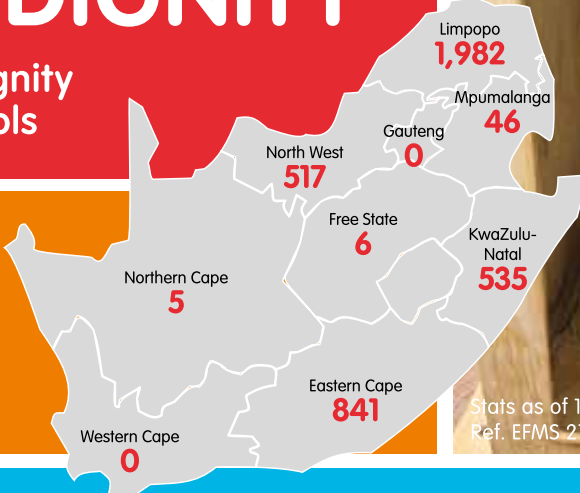 DIGNITY
gnity
ols
Limpopo
1,982
Mpumalanga
46
Gauteng
0
North West
517
Free State
6
KwaZulu-
Natal
535
Northern Cape
5
Eastern Cape
841
Western Cape
0
Stats as of 1
Ref. EFMS 2